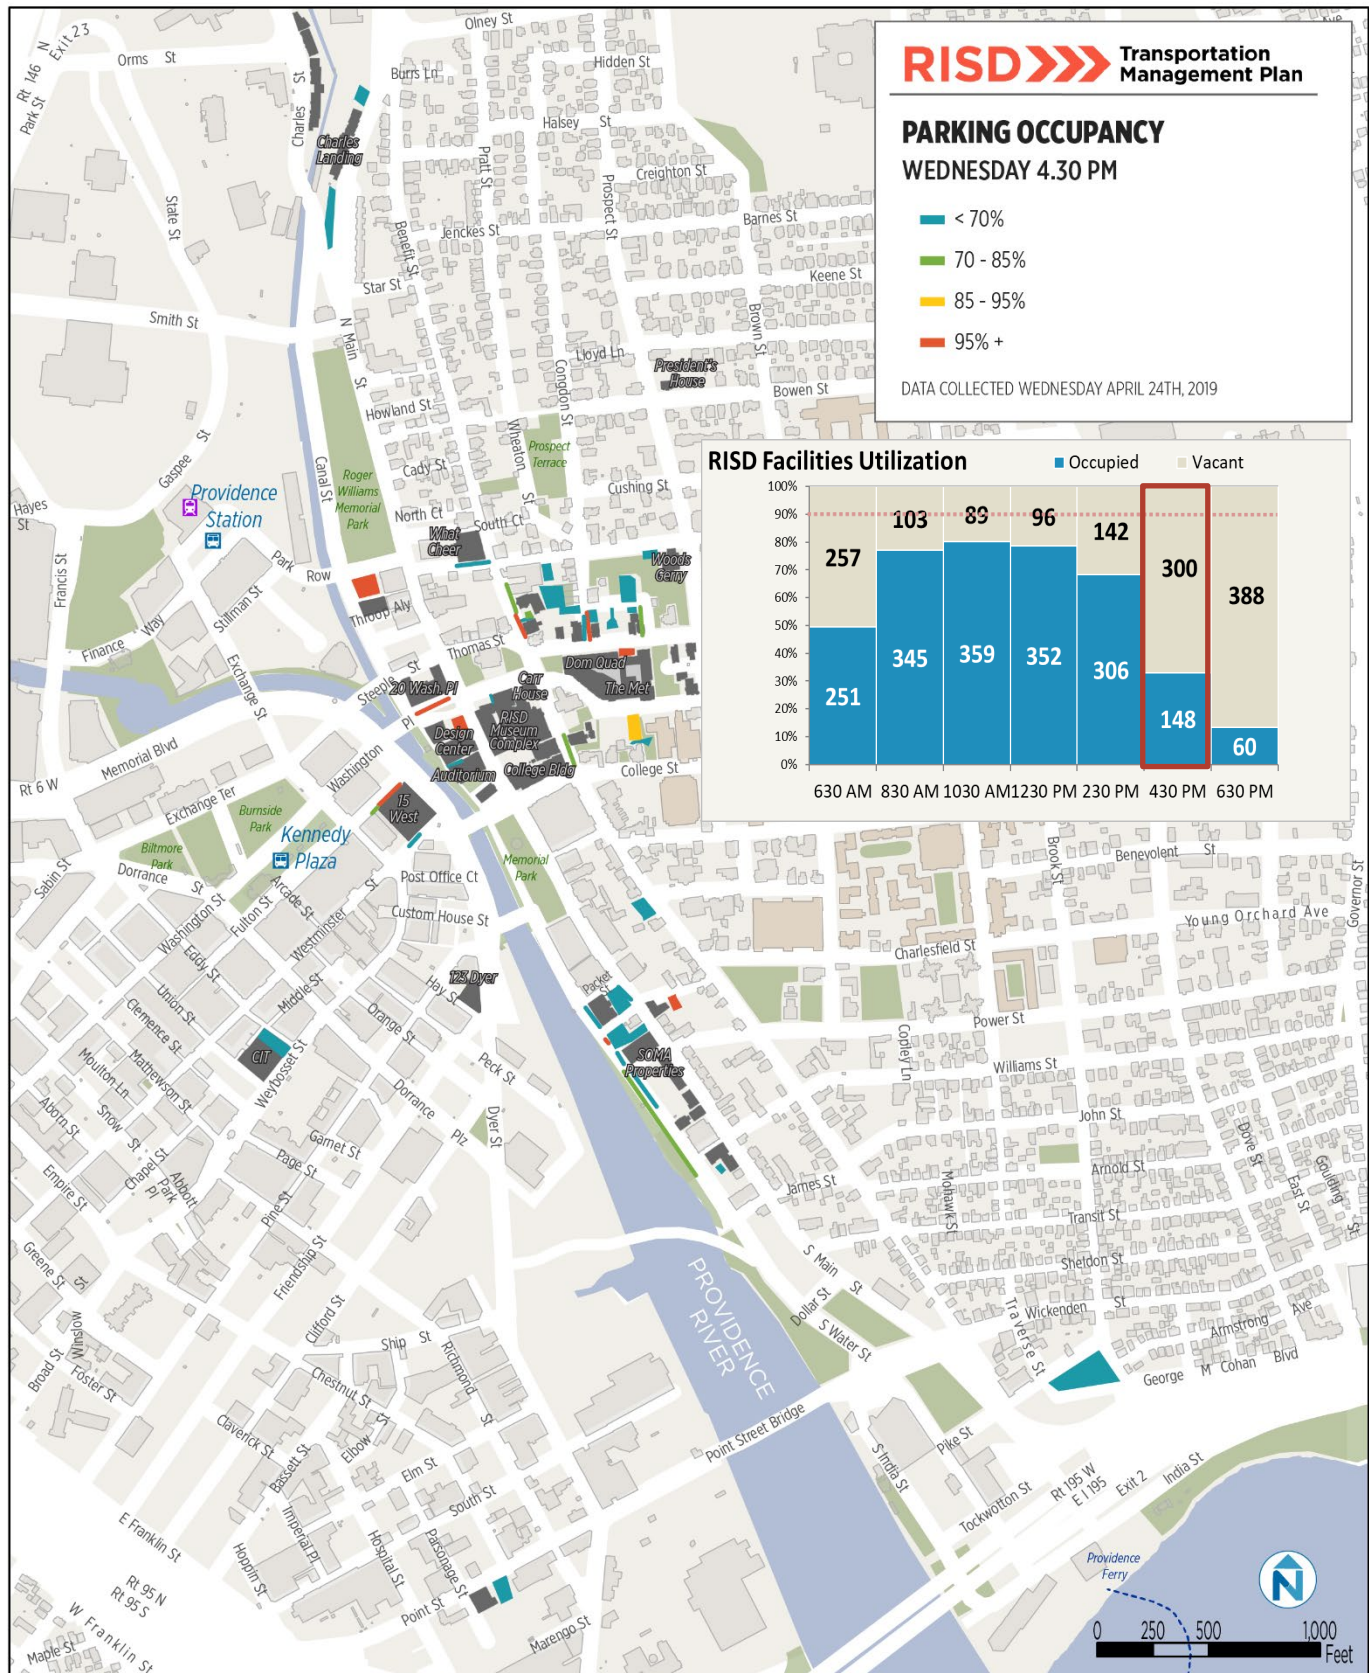 RISD
Transportation
Management Plan
PARKING OCCUPANCY
WEDNESDAY 4.30 PM
< 70%
70 - 85%
85 - 95%
95% +
DATA COLLECTED WEDNESDAY APRIL 24TH, 2019
RISD Facilities Utilization
Occupied
Vacant
100%
90%
80%
70%
60%
50%
40%
30%
20%
10%
0%
257
103
89
96
142
300
388
251
345
359
352
306
148
60
630 AM
830 AM
1030 AM
1230 PM
230 PM
430 PM
630 PM
Rt 146 N
Exit 23
Park St
Orms St
Charles St
Olney St
Burrs Ln
Hidden St
Halsey St
Charles
Landing
Pratt St
Prospect St
Creighton St
Barnes St
Jenckes St
Benefit St
State St
Star St
Keene St
Smith St
N Main St
Lloyd Ln
Brown St
President's
House
Bowen St
Congdon St
Howland St
Wheaton St
Prospect
Terrace
Gaspee St
Canal St
Roger
Williams
Memorial
Park
Cady St
Cushing St
Hayes
St
Providence
Station
North Ct
South Ct
What
Cheer
Woods
Gerry
Francis St
Park Row
Stillman St
Finance Way
Throop Aly
Thomas St
Steeple St
Exchange St
Dom Quad
The Met
Carr
House
20 Wash. Pl
RISD
Museum
Complex
Design
Center
Auditorium
College Bldg
College St
Washington Pl
Memorial Blvd
Rt 6 W
Exchange Ter
Burnside
Park
15
West
Biltmore
Park
Kennedy
Plaza
Memorial
Park
Sabin St
Dorrance St
Washington St
Fulton St
Arcade St
Westminster St
Post Office Ct
Custom House St
Brook St
Benevolent St
Governor St
Young Orchard Ave
Charlesfield St
Eddy St
Union St
Middle St
Clemence St
Hay St
123 Dyer
Orange St
Packet St
Power St
Copley Ln
Williams St
CIT
Weybosset St
Mathewson St
Moulton Ln
Aborn St
Snow St
Peck St
Dorrance Plz
Dyer St
SOMA
Properties
John St
Dove St
Arnold St
Goulding St
East St
Garnet St
Page St
Chapel St
Abbott
Park
Pl
Empire St
Pine St
James St
Mohawk St
Transit St
Sheldon St
Greene St
Friendship St
S Main St
PROVIDENCE
RIVER
Dollar St
S Water St
Wickenden St
Traverse St
Armstrong Ave
Clifford St
Winslow St
Broad St
Foster St
Ship St
Richmond St
Chestnut St
George M Cohan Blvd
Claverick St
Elbow St
Bassett St
Point Street Bridge
Pike St
S India St
Elm St
South St
E Franklin St
Imperial Pl
Hospital St
Parsonage St
Rt 195 W
E I 195
Exit 2
India St
Tockwotton St
Hoppin St
Rt 95 N
Rt 95 S
W Franklin St
Maple St
Point St
Marengo St
Providence
Ferry
N
0 250 500 1,000
Feet